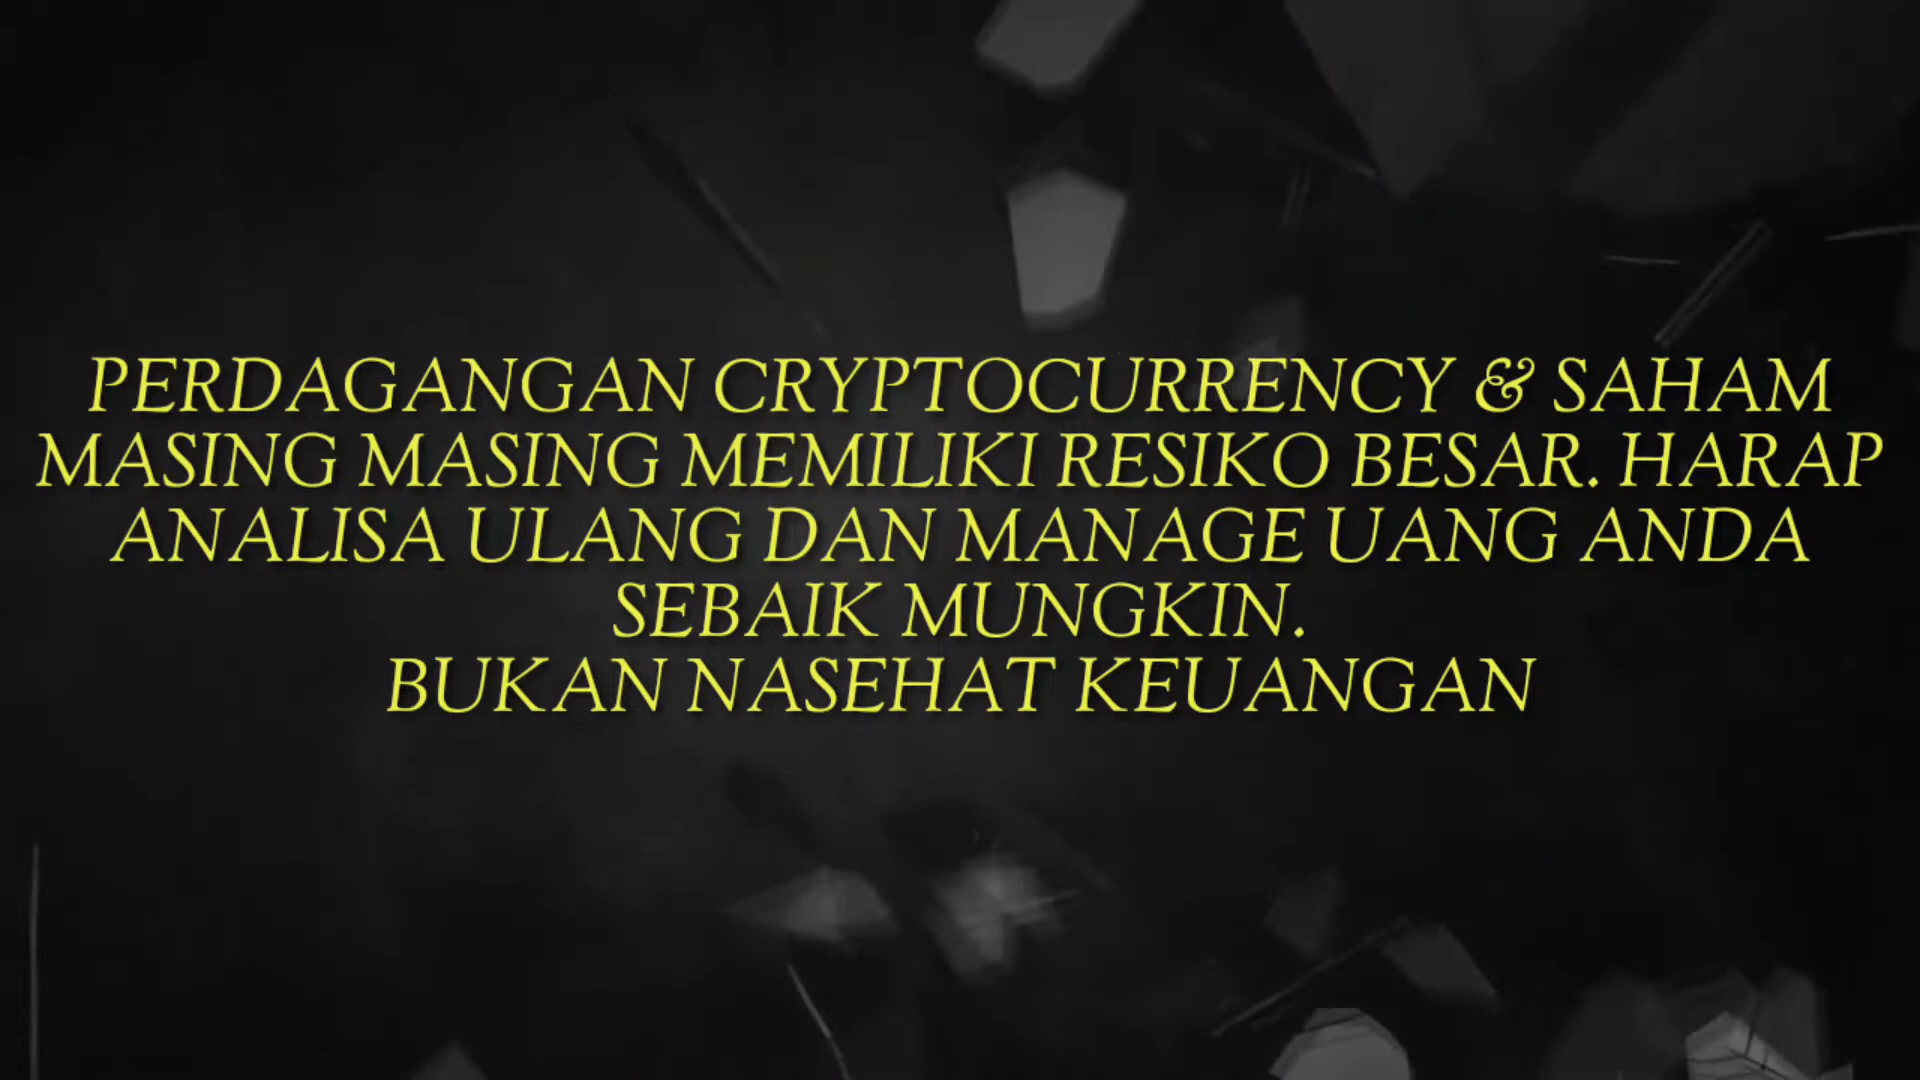 PERDAGANGAN CRYPTOCURRENCY & SAHAM
MASING MASING MEMILIKI RESIKO BESAR. HARAP
ANALISA ULANG DAN MANAGE UANG ANDA
SEBAIK MUNGKIN.
BUKAN NASEHAT KEUANGAN